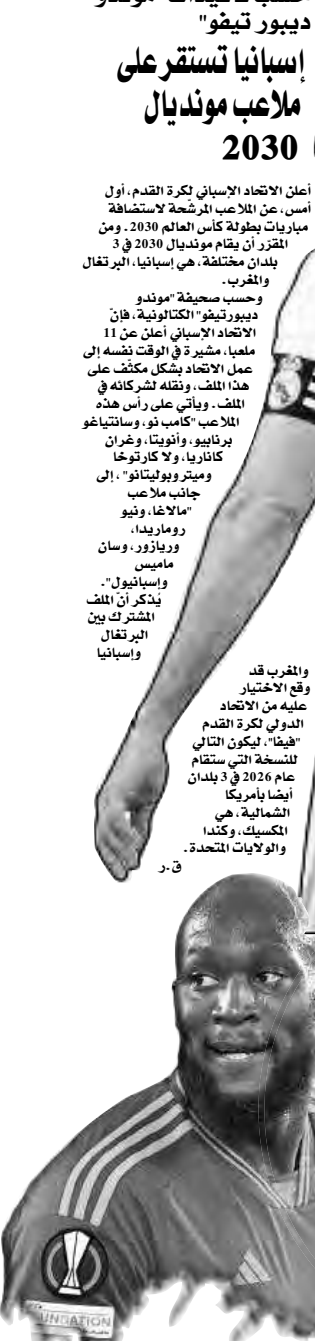 ديبور تيفو"
إسبانيا تستقر على
ملاعب مونديال
2030
أعلن الاتحاد الإسباني لكرة القدم، أول
أمس، عن الملاعب المرشّحة لاستضافة
مباريات بطولة كأس العالم 2030. ومن
المقرّر أن يقام مونديال 2030 في 3
بلدان مختلفة، هي إسبانيا، البرتغال
والمغرب.
وحسب صحيفة "موندو
ديبورتيفو" الكتالونية، فإنّ
الاتحاد الإسباني أعلن عن 11
ملعبا، مشيرة في الوقت نفسه إلى
عمل الاتحاد بشكل مكثّف على
هذا الملف، ونقله لشركائه في
الملف. ويأتي على رأس هذه
الملاعب "كامب نو، وسانتياغو
برنابيو، وأنويتا، وغران
كناريا، ولا كارتوخا
وميتروبوليتانو"، إلى
جانب ملاعب
"مالاغا، ونيو
روماريدا،
وريازور، وسان
ماميس
وإسبانيول".
يُذكر أنّ الملف
المشترك بين
البرتغال
وإسبانيا
والمغرب قد
وقع الاختيار
عليه من الاتحاد
الدولي لكرة القدم
"فيفا"، ليكون التالي
للنسخة التي ستقام
عام 2026 في 3 بلدان
أيضا بأمريكا
الشمالية، هي
المكسيك، وكندا
والولايات المتحدة.
ق.ر
UNDATION